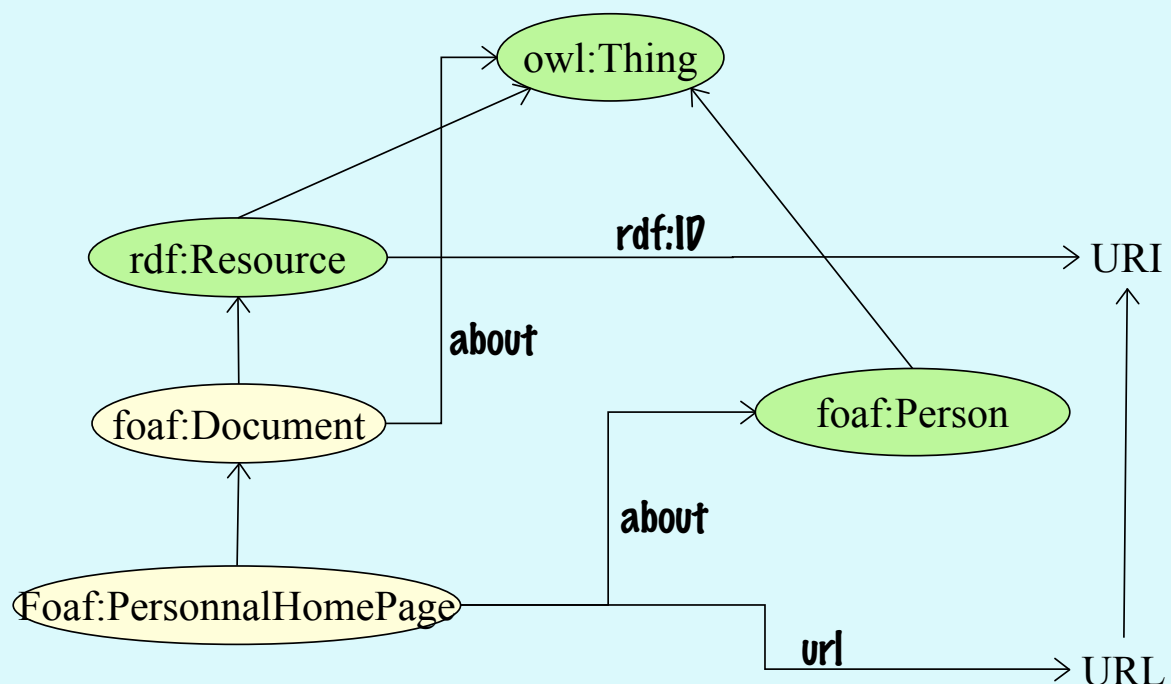 owl:Thing
rdf:ID
rdf:Resource
URI
about
foaf:Document
foaf:Person
about
Foaf:PersonnalHomePage
url
URL